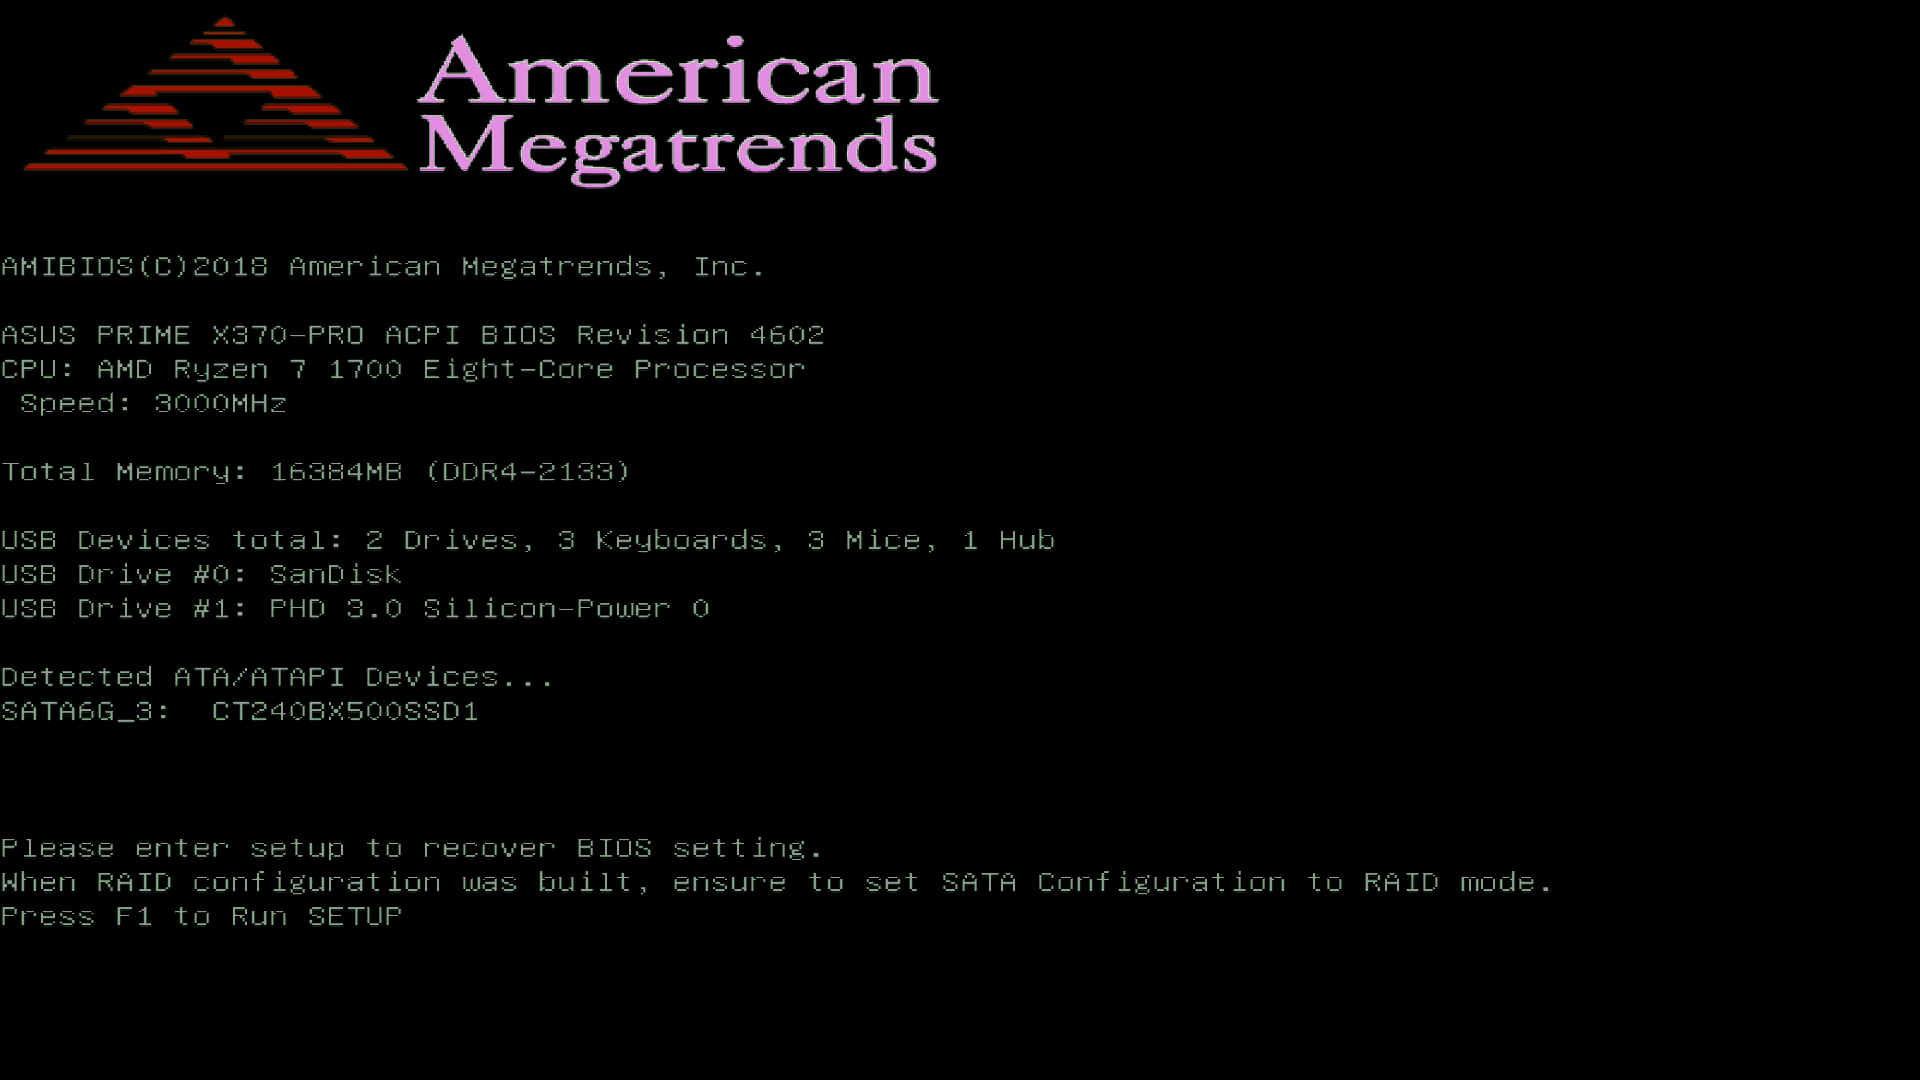 American
Megatrends
AMIBIOS(C)2018 American Megatrends, Inc.
ASUS PRIME X370-PRO ACPI BIOS Revision 4602
CPU: AMD Ryzen 7 1700 Eight-Core Processor
Speed: 3000MHz
Total Memory: 16384MB (DDR4-2133)
USB Devices total: 2 Drives, 3 Keyboards, 3 Mice, 1 Hub
USB Drive #0: SanDisk
USB Drive #1: PHD 3.0 Silicon-Power 0
Detected ATA/ATAPI Devices...
SATA6G_3:  CT240BX500SSD1
Please enter setup to recover BIOS setting.
When RAID configuration was built, ensure to set SATA Configuration to RAID mode.
Press F1 to Run SETUP